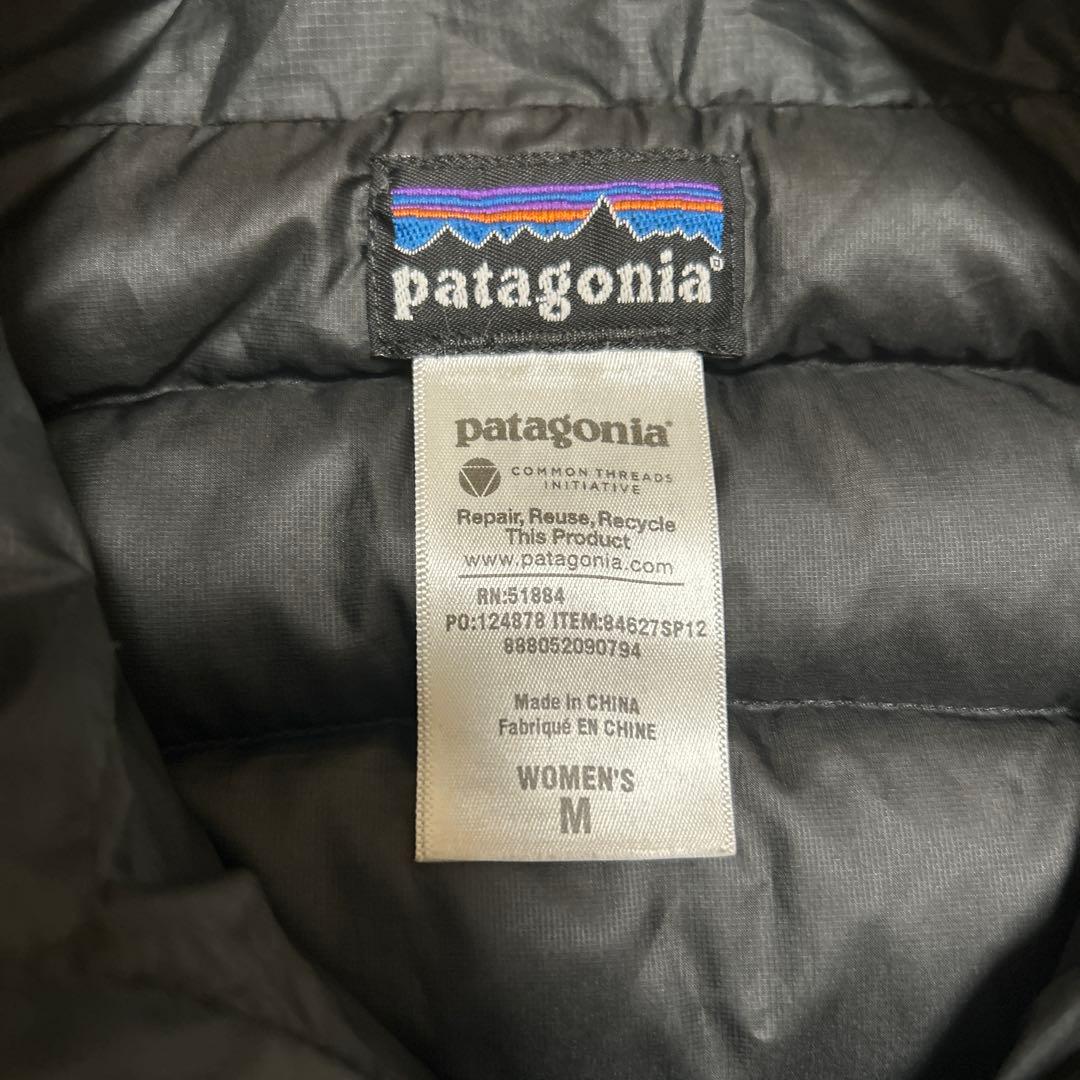 patagonia®
patagonia®
COMMON THREADS
INITIATIVE
Repair, Reuse, Recycle
This Product
www.patagonia.com
RN:51884
PO:124878 ITEM:84627SP12
888052090794
Made in CHINA
Fabriqué EN CHINE
WOMEN'S
M